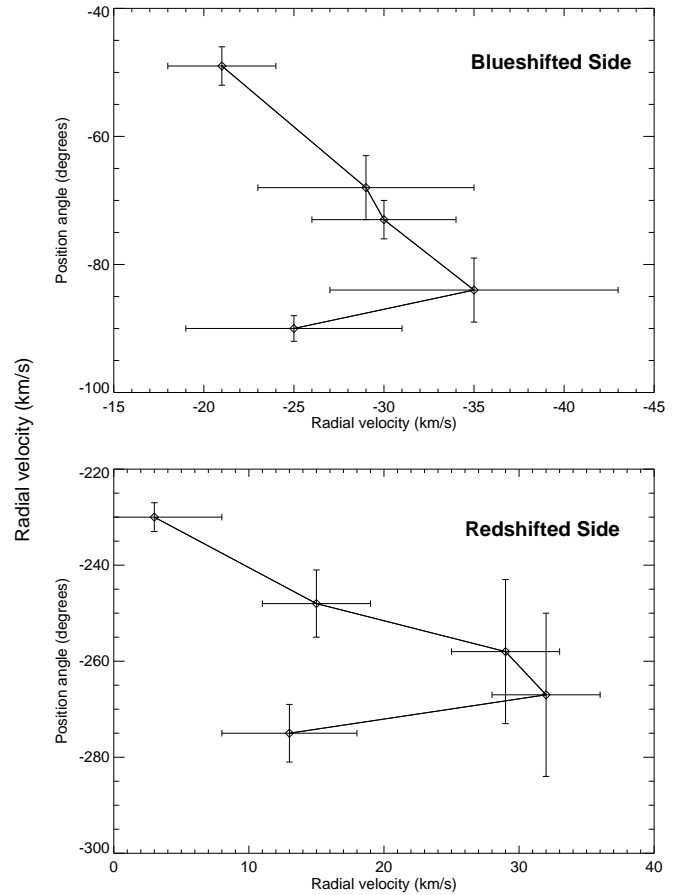 Radial velocity (km/s)
-40
-60
-80
-100
Position angle (degrees)
Blueshifted Side
-15 -20 -25 -30 -35 -40 -45
Radial velocity (km/s)
-220
-240
-260
-280
-300
Position angle (degrees)
Redshifted Side
0 10 20 30 40
Radial velocity (km/s)